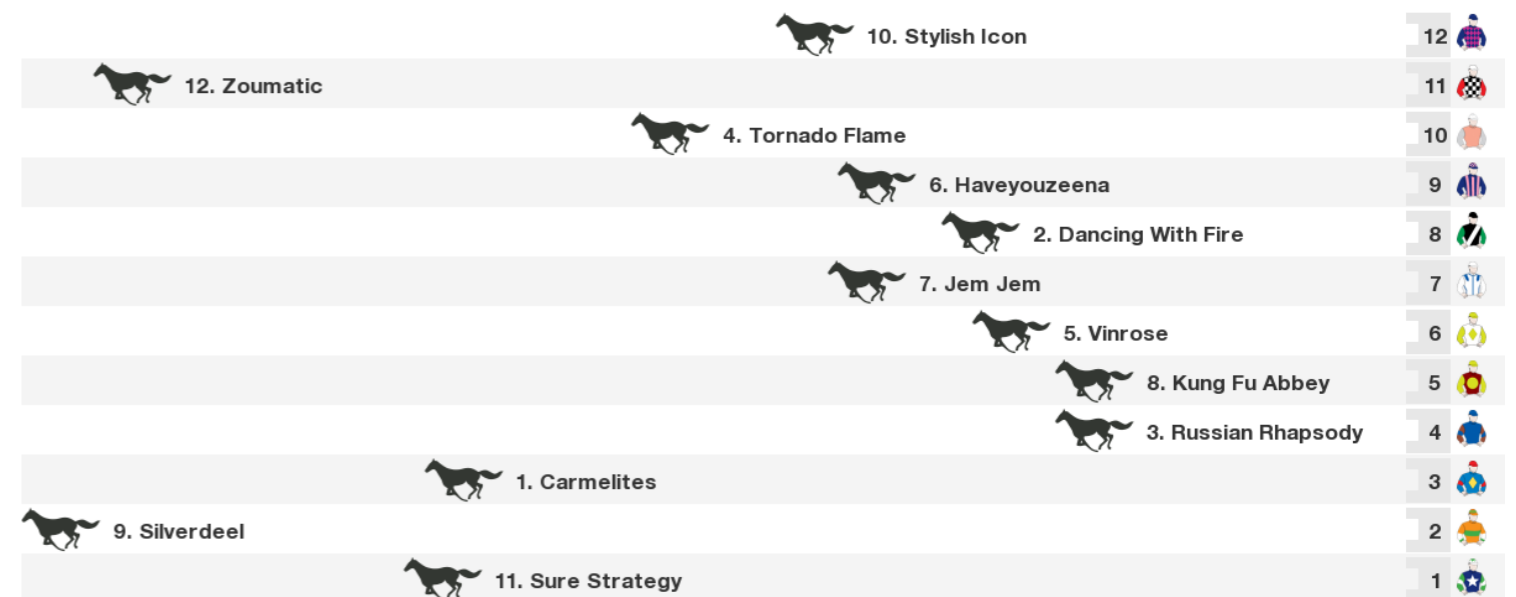 10. Stylish Icon 12
12. Zoumatic 11
4. Tornado Flame 10
6. Haveyouzeena 9
2. Dancing With Fire 8
7. Jem Jem 7
5. Vinrose 6
8. Kung Fu Abbey 5
3. Russian Rhapsody 4
1. Carmelites 3
9. Silverdeel 2
11. Sure Strategy 1